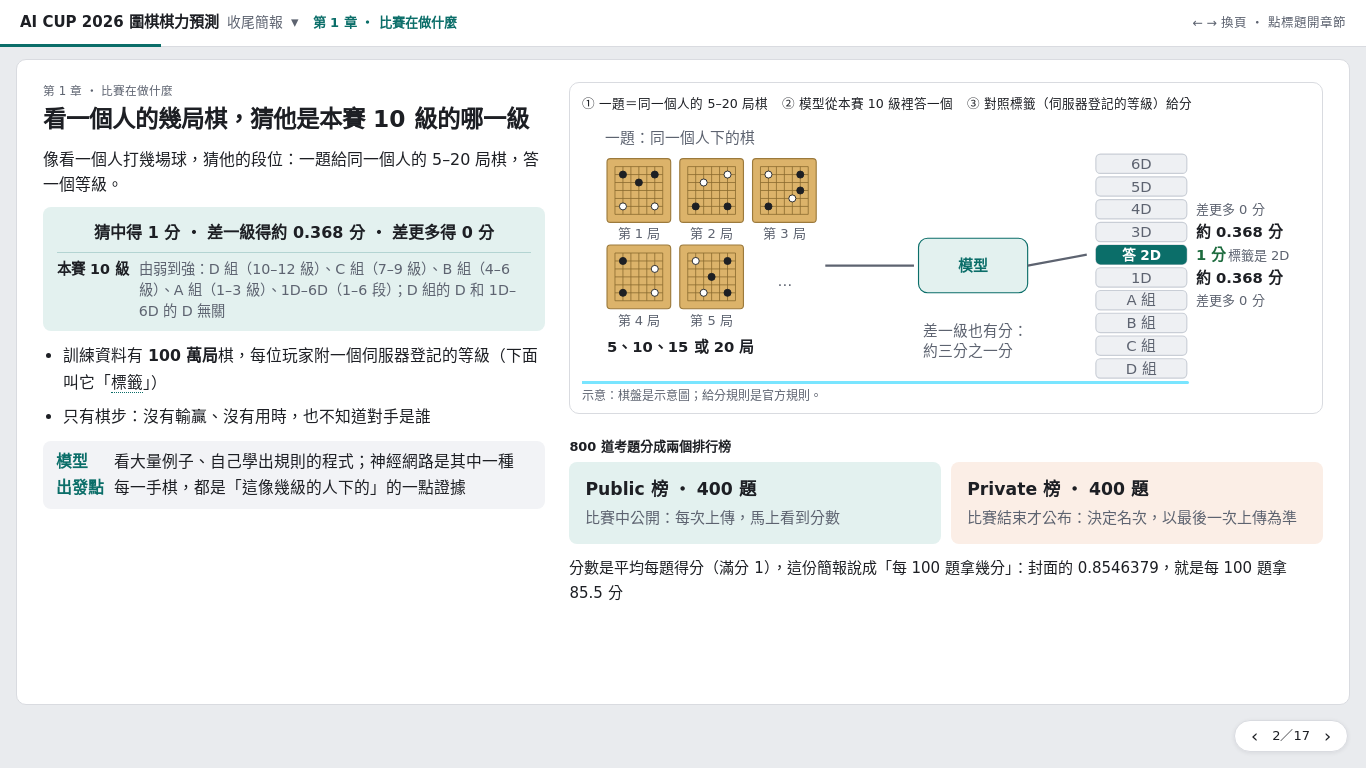 AI CUP 2026 圍棋棋力預測 收尾簡報 ▼ 第 1 章 · 比賽在做什麼
← → 換頁 · 點標題開章節
第 1 章 · 比賽在做什麼
看一個人的幾局棋，猜他是本賽 10 級的哪一級
像看一個人打幾場球，猜他的段位：一題給同一個人的 5–20 局棋，答
一個等級。
猜中得 1 分 · 差一級得約 0.368 分 · 差更多得 0 分
本賽 10 級 由弱到強：D 組（10–12 級）、C 組（7–9 級）、B 組（4–6
級）、A 組（1–3 級）、1D–6D（1–6 段）；D 組的 D 和 1D–
6D 的 D 無關
• 訓練資料有 100 萬局棋，每位玩家附一個伺服器登記的等級（下面
叫它「標籤」）
• 只有棋步：沒有輸贏、沒有用時，也不知道對手是誰
模型 看大量例子、自己學出規則的程式；神經網路是其中一種
出發點 每一手棋，都是「這像幾級的人下的」的一點證據
① 一題＝同一個人的 5–20 局棋 ② 模型從本賽 10 級裡答一個 ③ 對照標籤（伺服器登記的等級）給分
一題：同一個人下的棋
第 1 局 第 2 局 第 3 局
…
第 4 局 第 5 局
5、10、15 或 20 局
模型
差一級也有分：
約三分之一分
6D
5D
4D 差更多 0 分
3D 約 0.368 分
答 2D 1 分 標籤是 2D
1D 約 0.368 分
A 組 差更多 0 分
B 組
C 組
D 組
示意：棋盤是示意圖；給分規則是官方規則。
800 道考題分成兩個排行榜
Public 榜 · 400 題
比賽中公開：每次上傳，馬上看到分數
Private 榜 · 400 題
比賽結束才公布：決定名次，以最後一次上傳為準
分數是平均每題得分（滿分 1），這份簡報說成「每 100 題拿幾分」：封面的 0.8546379，就是每 100 題拿
85.5 分
‹ 2／17 ›